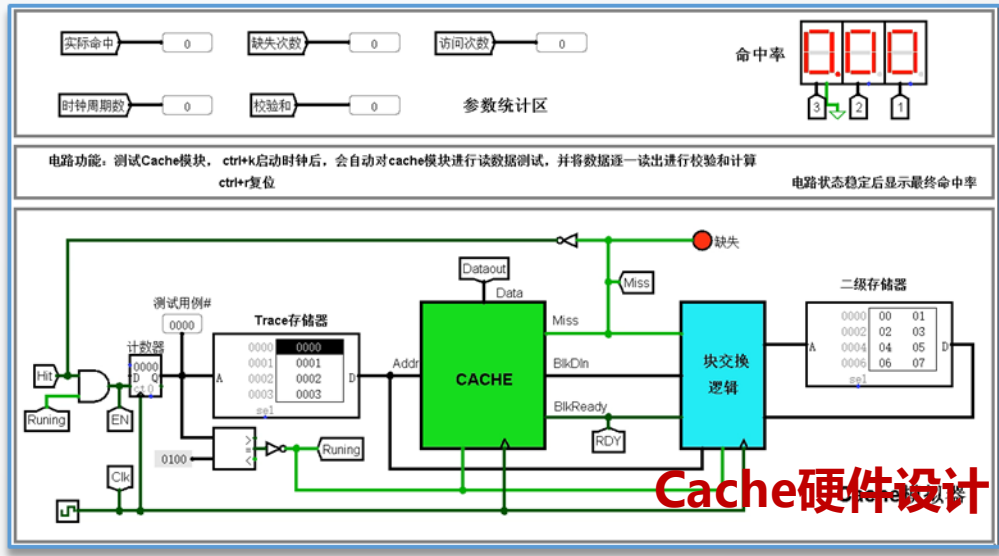 实际命中 0 缺失次数 0 访问次数 0
命中率 0.00
3 2 1
时钟周期数 0 校验和 0 参数统计区
电路功能：测试Cache模块， ctrl+k启动时钟后，会自动对cache模块进行读数据测试，并将数据逐一读出进行校验和计算
ctrl+r复位 电路状态稳定后显示最终命中率
缺失
Dataout
Data
Miss
二级存储器
测试用例#
0000
Trace存储器
计数器
0000
D Q
ct0
Hit
Runing
EN
A
0000 0000
0001 0001
0002 0002
0003 0003
sel
D
Addr
CACHE
Miss
BlkDIn
BlkReady
RDY
块交换
逻辑
A
0000 00 01
0002 02 03
0004 04 05
0006 06 07
sel
D
0100
>
=
<
Runing
Clk
Cache硬件设计